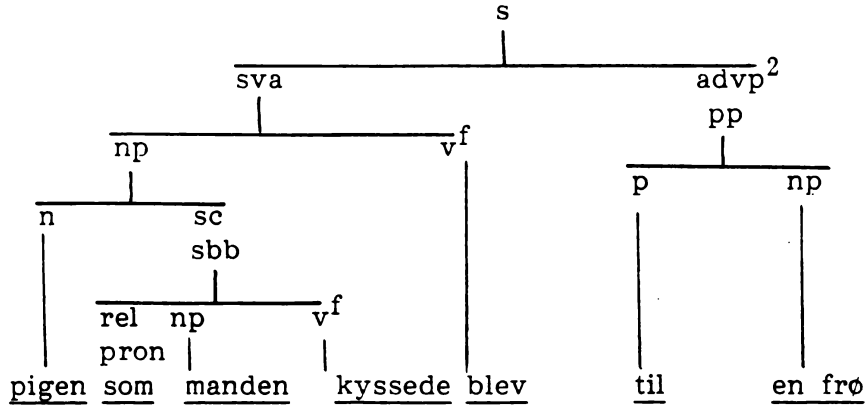 s
sva advp²
pp
np vᶠ
p np
n sc
sbb
rel np vᶠ
pron
pigen som manden kyssede blev til en frø